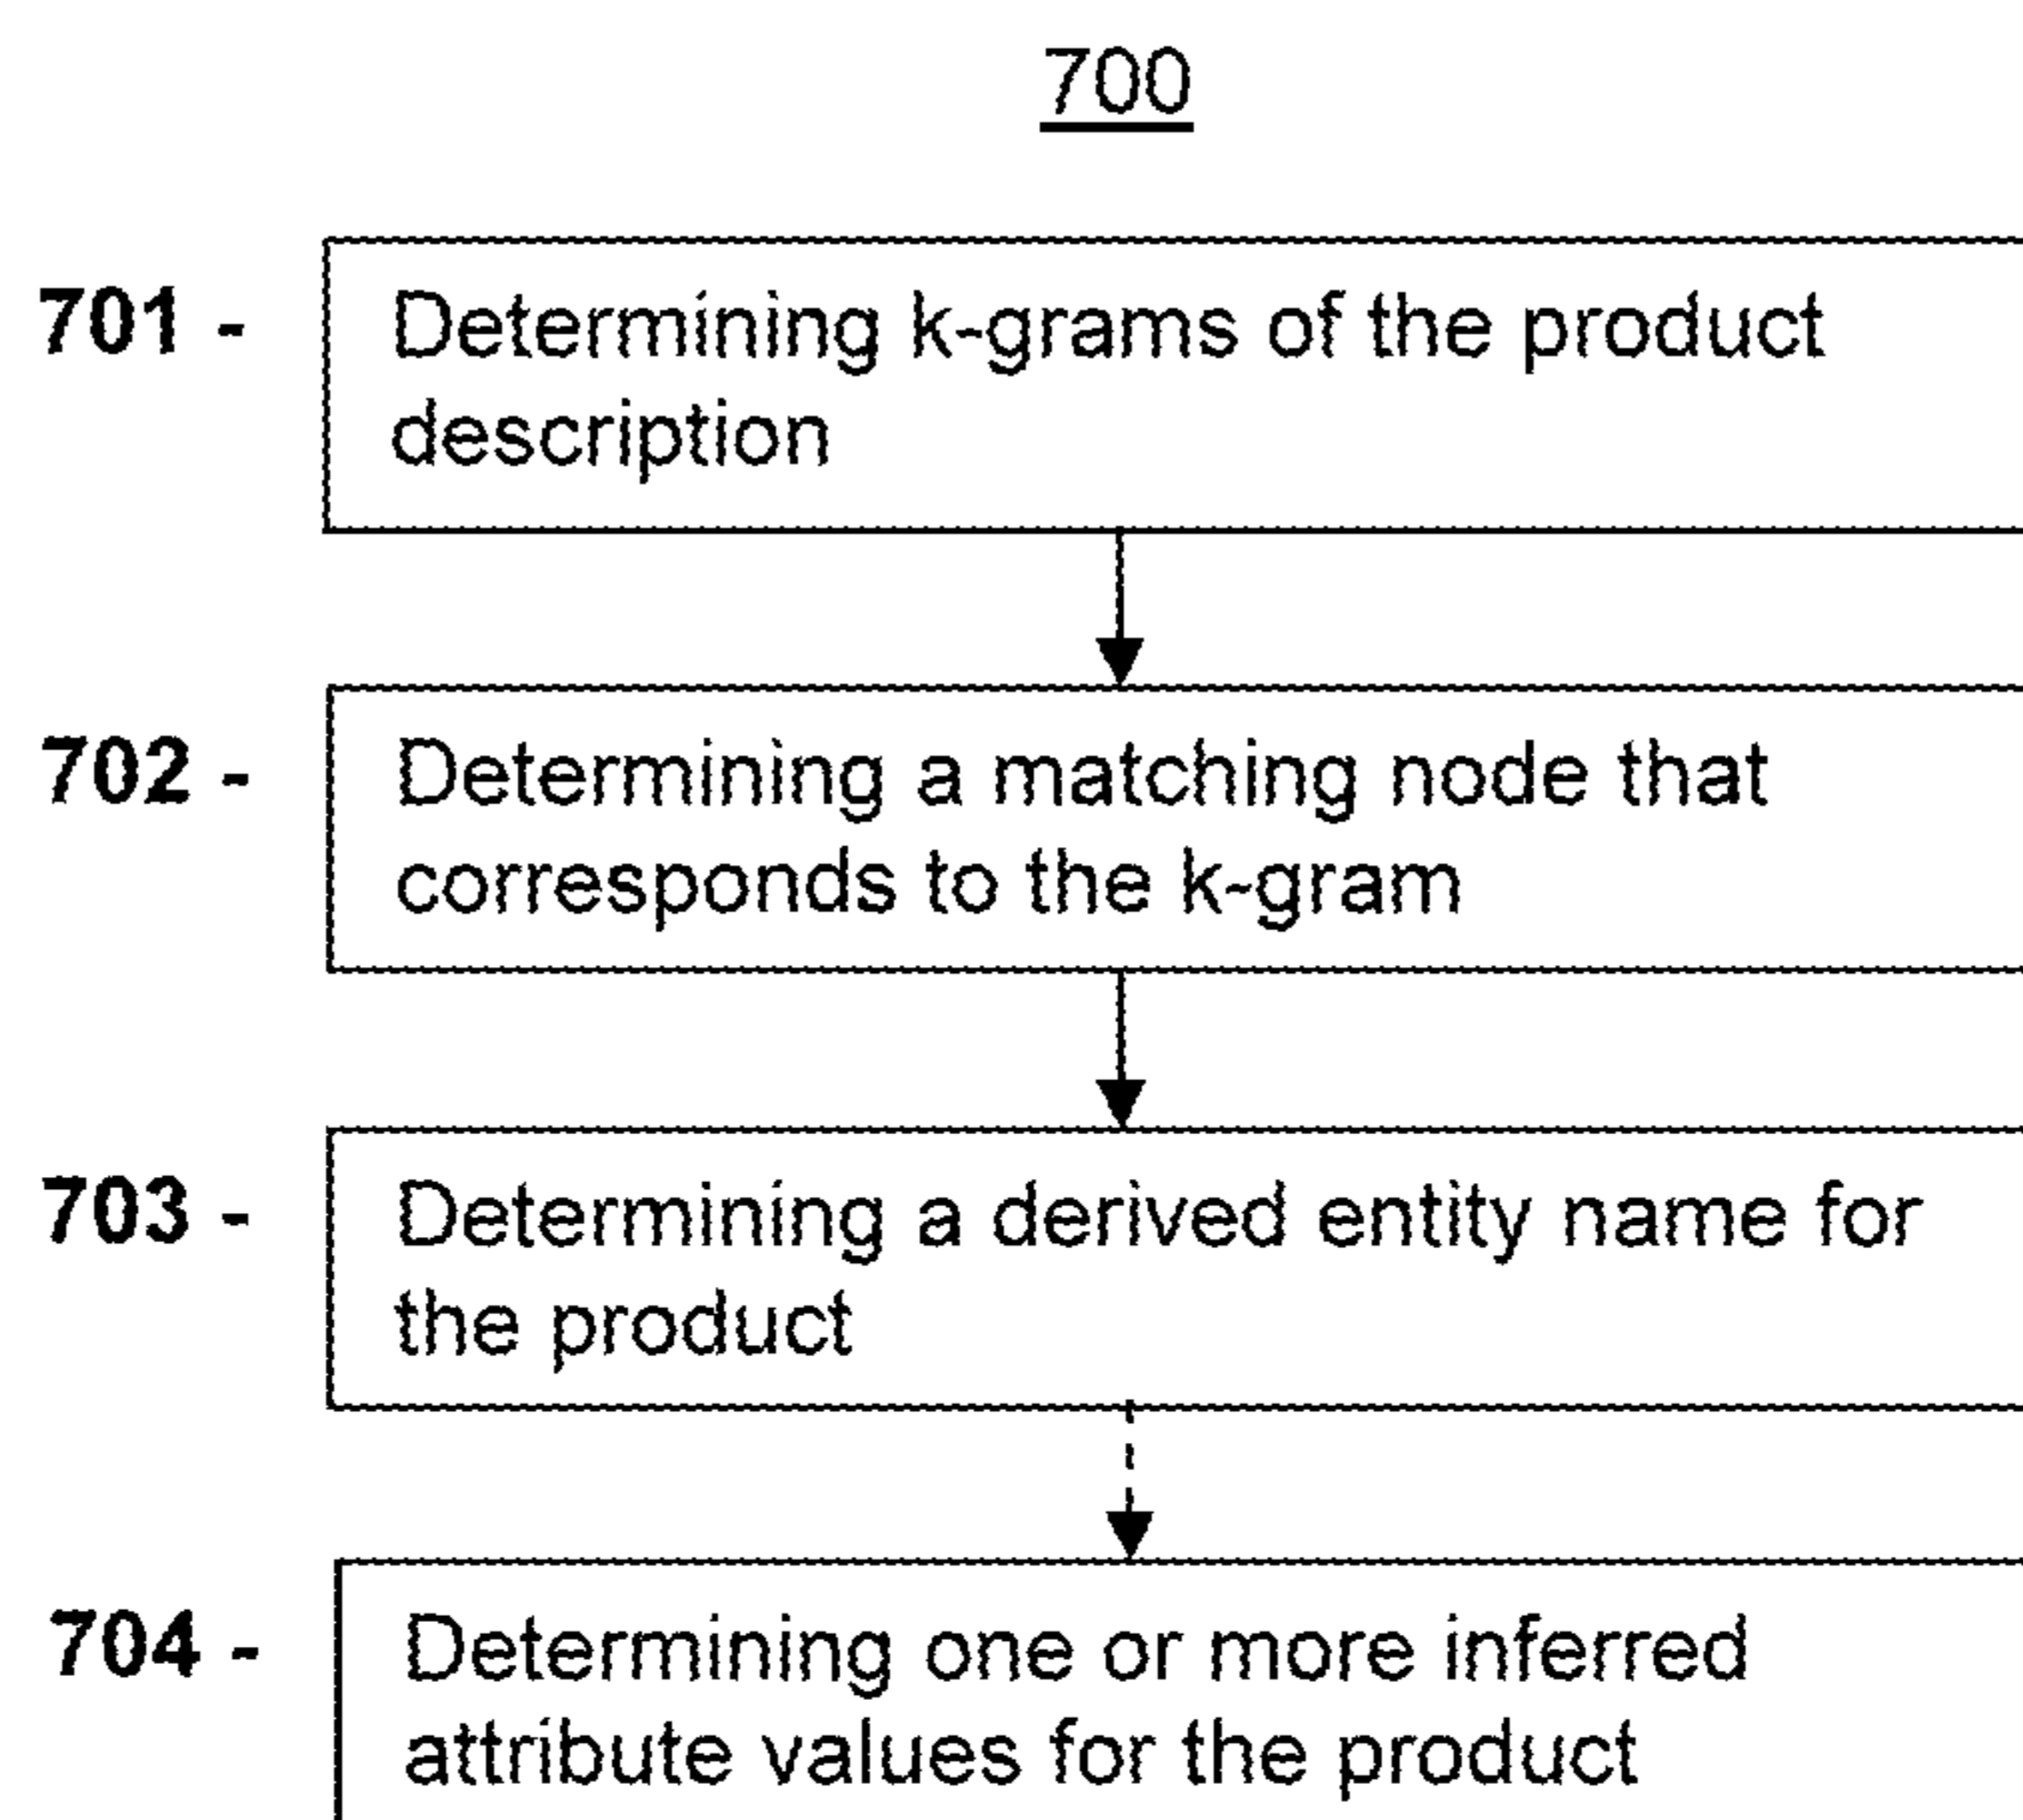 700
701 -
Determining k-grams of the product
description
702 -
Determining a matching node that
corresponds to the k-gram
703 -
Determining a derived entity name for
the product
704 -
Determining one or more inferred
attribute values for the product